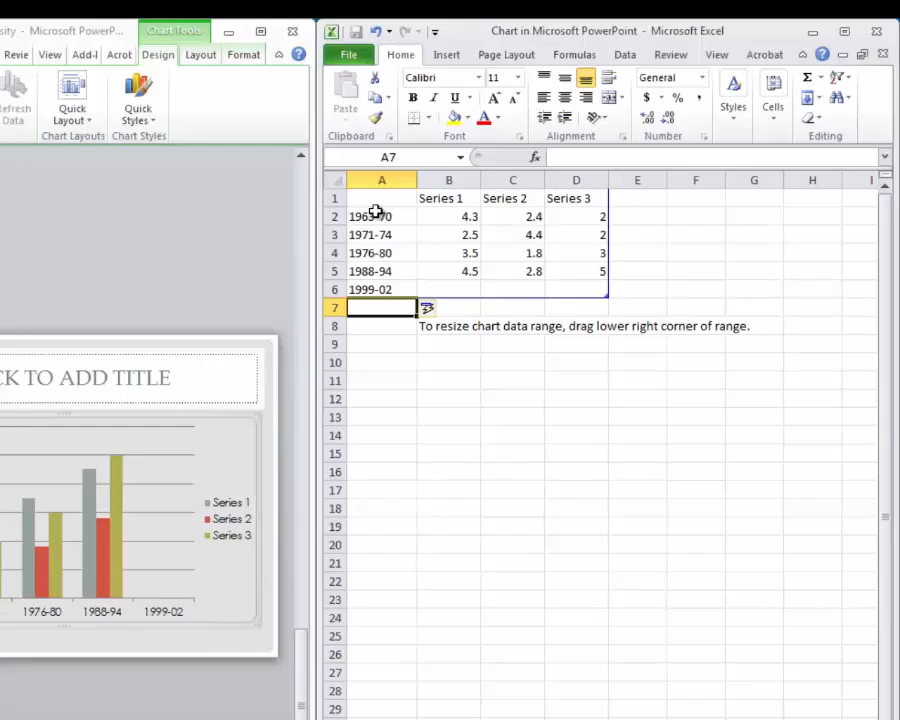 sity - Microsoft PowerP...
Chart Tools
Revie View Add-I Acrot Design Layout Format
Refresh Data
Quick Layout
Quick Styles
Chart Layouts Chart Styles
Chart in Microsoft PowerPoint - Microsoft Excel
File Home Insert Page Layout Formulas Data Review View Acrobat
Paste
Calibri 11
General
B I U A A A
$ % ,
Styles
Cells
Clipboard Font Alignment Number Editing
A7 fx
A B C D E F G H I
1 Series 1 Series 2 Series 3
2 4.3 2.4 2
3 1971-74 2.5 4.4 2
4 1976-80 3.5 1.8 3
5 1988-94 4.5 2.8 5
6 1999-02
7
8 To resize chart data range, drag lower right corner of range.
9
10
11
12
13
14
15
16
17
18
19
20
21
22
23
24
25
26
27
28
29
CK TO ADD TITLE
Series 1
Series 2
Series 3
1976-80 1988-94 1999-02